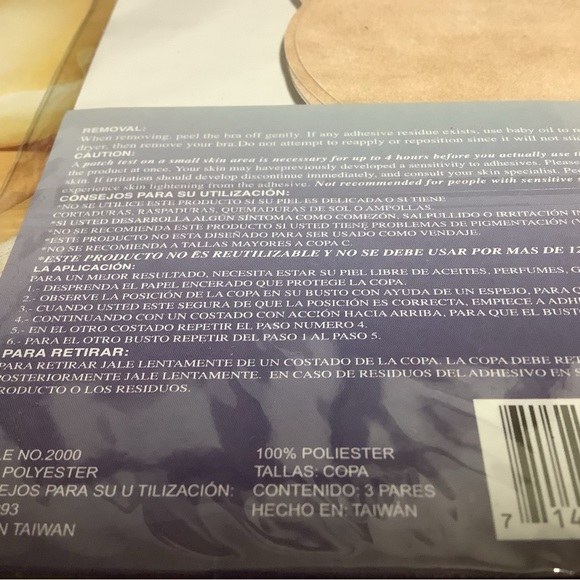 REMOVAL:
When removing, peel the bra off gently. If any adhesive residue exists, use baby oil to
dryer, then remove your bra.Do not attempt to reapply or reposition since it will not
CAUTION:
A patch test on a small skin area is necessary for up to 4 hours before you actually use
the product at once. Your skin may have previously developed a sensitivity to adhesives. Please
skin. If irritation should develop discontinue immediately, and consult your skin specialist.
experience skin lightening from the adhesive. Not recommended for people with sensitive
CONSEJOS PARA SU UTILIZACIÓN:
*NO SE UTILICE ESTE PRODUCTO SI SU PIEL ES DELICADA O SI TIENE
CORTADURAS, RASPADURAS, QUEMADURAS DE SOL O AMPOLLAS.
*SI USTED DESARROLLA ALGÚN SÍNTOMA COMO COMEZÓN, SALPULLIDO O IRRITACIÓN
*NO SE RECOMIENDA ESTE PRODUCTO SI USTED TIENE PROBLEMAS DE PIGMENTACIÓN
*ESTE PRODUCTO NO ESTA DISEÑADO PARA SER USADO COMO VENDAJE.
*NO SE RECOMIENDA A TALLAS MAYORES A COPA C.
*ESTE PRODUCTO NO ES REUTILIZABLE Y NO SE DEBE USAR POR MAS DE 12
LA APLICACIÓN:
PARA UN MEJOR RESULTADO, NECESITA ESTAR SU PIEL LIBRE DE ACEITES, PERFUMES,
1.- DESPRENDA EL PAPEL ENCERADO QUE PROTEGE LA COPA.
2.- OBSERVE LA POSICIÓN DE LA COPA EN SU BUSTO CON AYUDA DE UN ESPEJO, PARA
3.- CUANDO USTED ESTE SEGURA DE QUE LA POSICIÓN ES CORRECTA, EMPIECE A
4.- CONTINUANDO CON UN COSTADO CON ACCIÓN HACIA ARRIBA, PARA QUE EL BUSTO
5.- EN EL OTRO COSTADO REPETIR EL PASO NUMERO 4.
6.- PARA EL OTRO BUSTO REPETIR DEL PASO 1 AL PASO 5.
PARA RETIRAR:
PARA RETIRAR JALE LENTAMENTE DE UN COSTADO DE LA COPA. LA COPA DEBE
POSTERIORMENTE JALE LENTAMENTE. EN CASO DE RESIDUOS DEL ADHESIVO EN
PRODUCTO O LOS RESIDUOS.
NO.2000
POLYESTER
PARA SU U TILIZACIÓN:
TAIWAN
100% POLIESTER
TALLAS: COPA
CONTENIDO: 3 PARES
HECHO EN: TAIWÁN
7